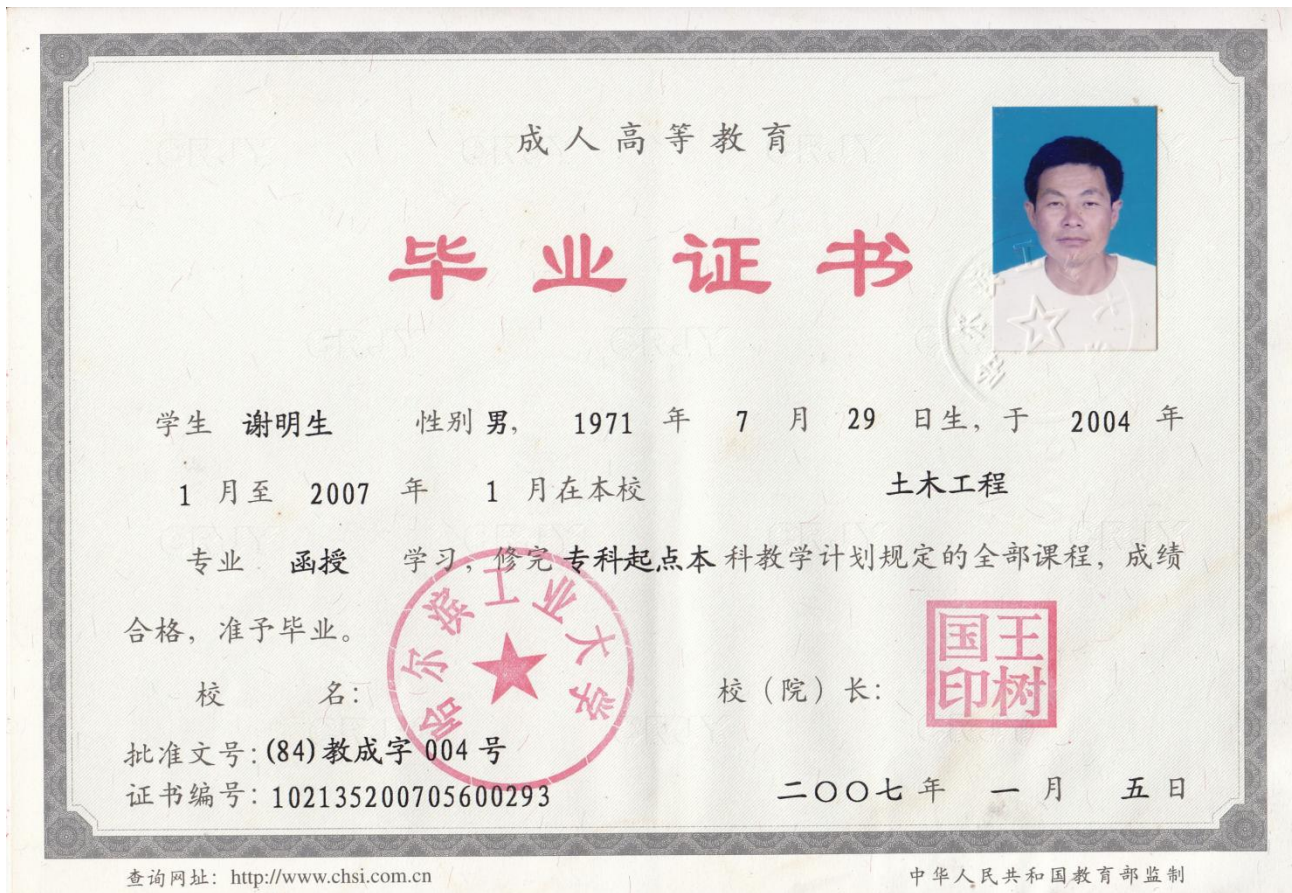 成人高等教育
毕业证书
学生 谢明生 性别 男, 1971 年 7 月 29 日生, 于 2004 年
1 月至 2007 年 1 月在本校 土木工程
专业 函授 学习, 修完 专科起点本 科教学计划规定的全部课程, 成绩
合格, 准予毕业。
校 名:
哈尔滨工业大学
校（院）长:
王树国印
批准文号: (84)教成字 004 号
证书编号: 102135200705600293
二〇〇七 年 一 月 五 日
查询网址: http://www.chsi.com.cn
中华人民共和国教育部监制